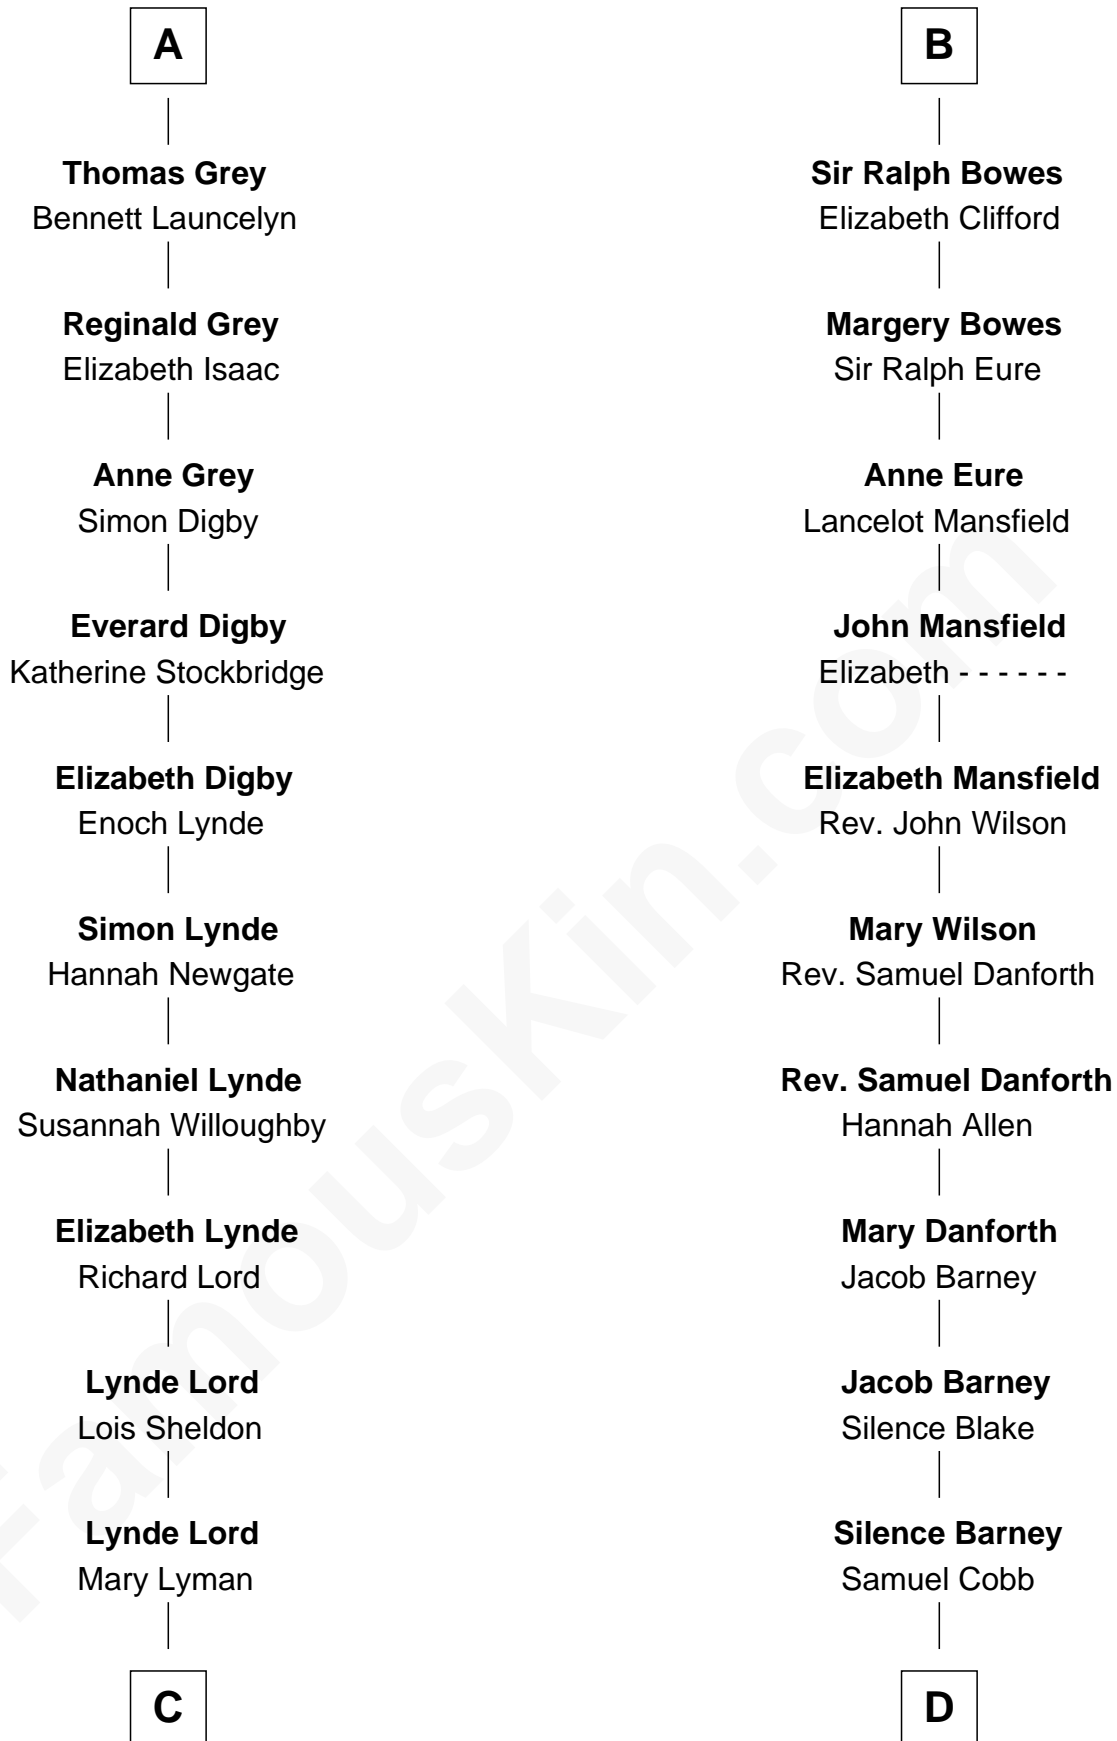 A
Thomas Grey
Bennett Launcelyn
Reginald Grey
Elizabeth Isaac
Anne Grey
Simon Digby
Everard Digby
Katherine Stockbridge
Elizabeth Digby
Enoch Lynde
Simon Lynde
Hannah Newgate
Nathaniel Lynde
Susannah Willoughby
Elizabeth Lynde
Richard Lord
Lynde Lord
Lois Sheldon
Lynde Lord
Mary Lyman
C
B
Sir Ralph Bowes
Elizabeth Clifford
Margery Bowes
Sir Ralph Eure
Anne Eure
Lancelot Mansfield
John Mansfield
Elizabeth - - - - - -
Elizabeth Mansfield
Rev. John Wilson
Mary Wilson
Rev. Samuel Danforth
Rev. Samuel Danforth
Hannah Allen
Mary Danforth
Jacob Barney
Jacob Barney
Silence Blake
Silence Barney
Samuel Cobb
D
FamousKin.com